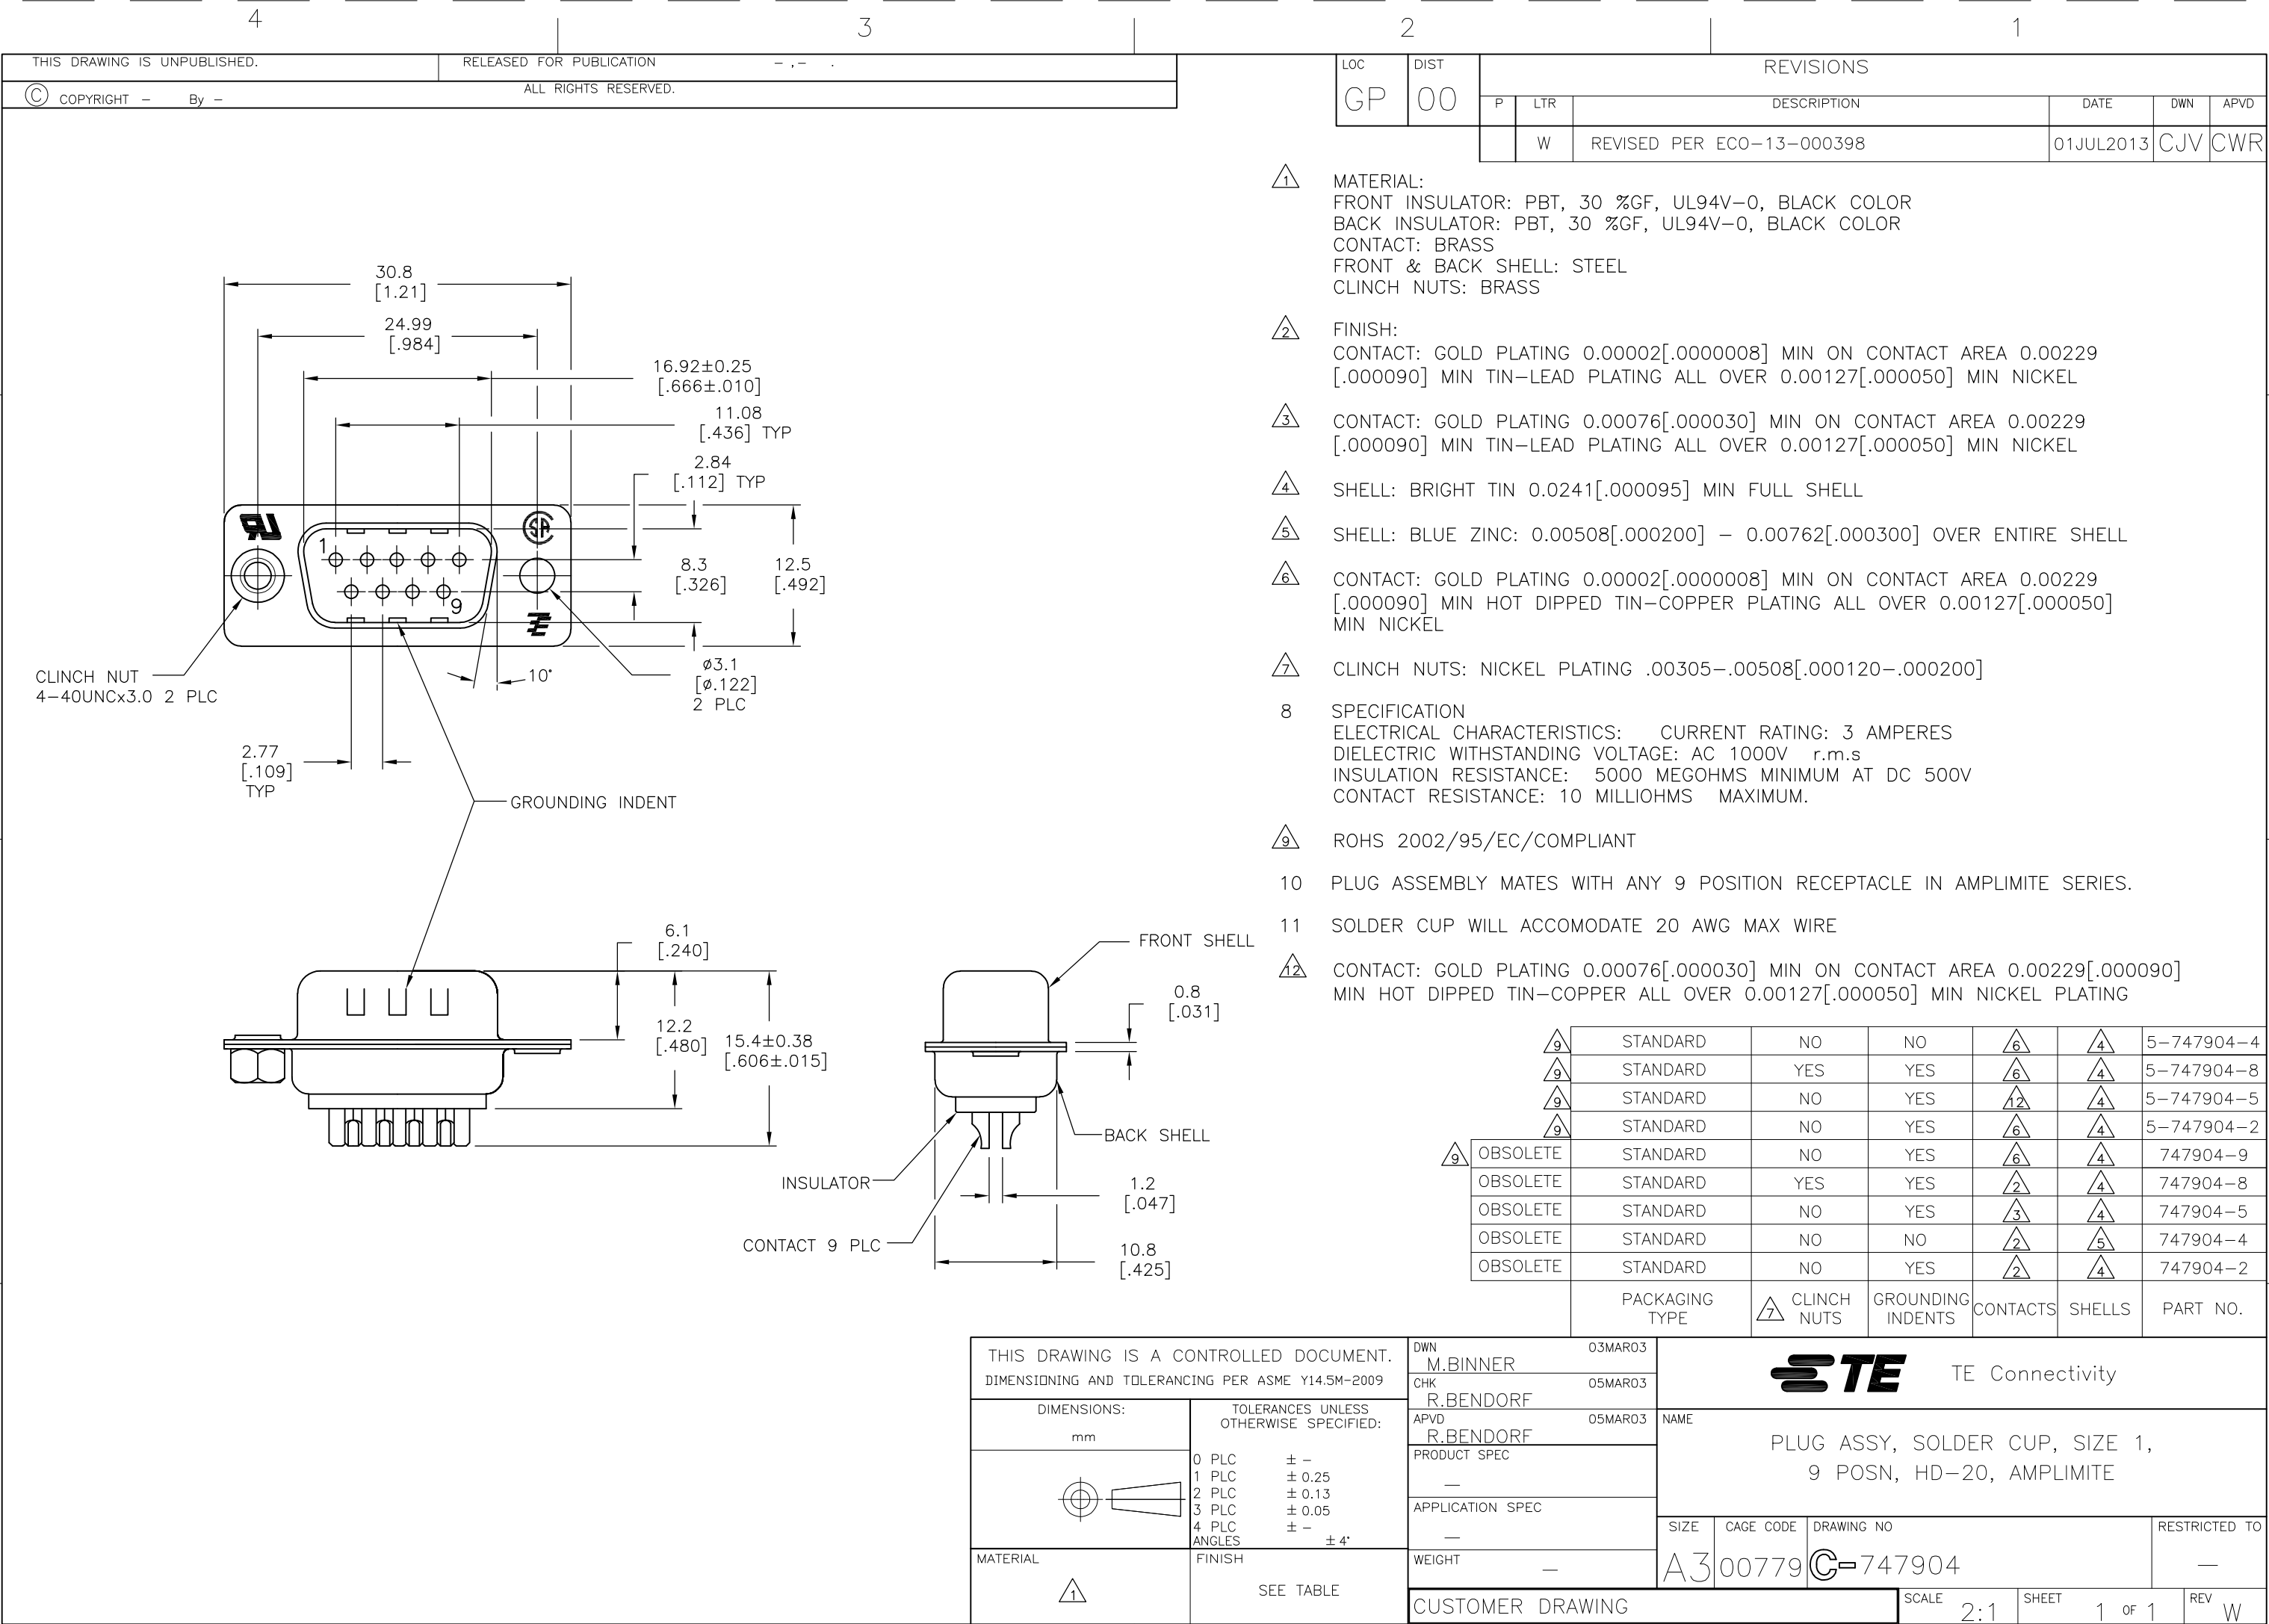 4
3
2
1
THIS DRAWING IS UNPUBLISHED.
RELEASED FOR PUBLICATION
– ,– .
© COPYRIGHT – By –
ALL RIGHTS RESERVED.
LOC
GP
DIST
00
REVISIONS
P LTR DESCRIPTION DATE DWN APVD
W REVISED PER ECO–13–000398 01JUL2013 CJV CWR
1 MATERIAL:
FRONT INSULATOR: PBT, 30 %GF, UL94V–0, BLACK COLOR
BACK INSULATOR: PBT, 30 %GF, UL94V–0, BLACK COLOR
CONTACT: BRASS
FRONT & BACK SHELL: STEEL
CLINCH NUTS: BRASS
2 FINISH:
CONTACT: GOLD PLATING 0.00002[.0000008] MIN ON CONTACT AREA 0.00229
[.000090] MIN TIN–LEAD PLATING ALL OVER 0.00127[.000050] MIN NICKEL
3 CONTACT: GOLD PLATING 0.00076[.000030] MIN ON CONTACT AREA 0.00229
[.000090] MIN TIN–LEAD PLATING ALL OVER 0.00127[.000050] MIN NICKEL
4 SHELL: BRIGHT TIN 0.0241[.000095] MIN FULL SHELL
5 SHELL: BLUE ZINC: 0.00508[.000200] – 0.00762[.000300] OVER ENTIRE SHELL
6 CONTACT: GOLD PLATING 0.00002[.0000008] MIN ON CONTACT AREA 0.00229
[.000090] MIN HOT DIPPED TIN–COPPER PLATING ALL OVER 0.00127[.000050]
MIN NICKEL
7 CLINCH NUTS: NICKEL PLATING .00305–.00508[.000120–.000200]
8 SPECIFICATION
ELECTRICAL CHARACTERISTICS: CURRENT RATING: 3 AMPERES
DIELECTRIC WITHSTANDING VOLTAGE: AC 1000V r.m.s
INSULATION RESISTANCE: 5000 MEGOHMS MINIMUM AT DC 500V
CONTACT RESISTANCE: 10 MILLIOHMS MAXIMUM.
9 ROHS 2002/95/EC/COMPLIANT
10 PLUG ASSEMBLY MATES WITH ANY 9 POSITION RECEPTACLE IN AMPLIMITE SERIES.
11 SOLDER CUP WILL ACCOMODATE 20 AWG MAX WIRE
12 CONTACT: GOLD PLATING 0.00076[.000030] MIN ON CONTACT AREA 0.00229[.000090]
MIN HOT DIPPED TIN–COPPER ALL OVER 0.00127[.000050] MIN NICKEL PLATING
30.8
[1.21]
24.99
[.984]
16.92±0.25
[.666±.010]
11.08
[.436] TYP
2.84
[.112] TYP
8.3
[.326]
12.5
[.492]
1
9
ø3.1
[ø.122]
2 PLC
10°
CLINCH NUT
4–40UNCx3.0 2 PLC
2.77
[.109]
TYP
GROUNDING INDENT
6.1
[.240]
12.2
[.480]
15.4±0.38
[.606±.015]
FRONT SHELL
0.8
[.031]
BACK SHELL
INSULATOR
1.2
[.047]
CONTACT 9 PLC
10.8
[.425]
9 STANDARD NO NO 6 4 5–747904–4
9 STANDARD YES YES 6 4 5–747904–8
9 STANDARD NO YES 12 4 5–747904–5
9 STANDARD NO YES 6 4 5–747904–2
9 OBSOLETE STANDARD NO YES 6 4 747904–9
OBSOLETE STANDARD YES YES 2 4 747904–8
OBSOLETE STANDARD NO YES 3 4 747904–5
OBSOLETE STANDARD NO NO 2 5 747904–4
OBSOLETE STANDARD NO YES 2 4 747904–2
PACKAGING
TYPE
7 CLINCH
NUTS
GROUNDING
INDENTS
CONTACTS SHELLS PART NO.
THIS DRAWING IS A CONTROLLED DOCUMENT.
DIMENSIONING AND TOLERANCING PER ASME Y14.5M–2009
DIMENSIONS:
mm
TOLERANCES UNLESS
OTHERWISE SPECIFIED:
0 PLC ± –
1 PLC ± 0.25
2 PLC ± 0.13
3 PLC ± 0.05
4 PLC ± –
ANGLES ± 4°
MATERIAL
1
FINISH
SEE TABLE
DWN 03MAR03
M.BINNER
CHK 05MAR03
R.BENDORF
APVD 05MAR03
R.BENDORF
PRODUCT SPEC
–
APPLICATION SPEC
–
WEIGHT –
TE TE Connectivity
NAME
PLUG ASSY, SOLDER CUP, SIZE 1,
9 POSN, HD–20, AMPLIMITE
SIZE
A3
CAGE CODE
00779
DRAWING NO
C–747904
RESTRICTED TO
–
CUSTOMER DRAWING
SCALE 2:1
SHEET 1 OF 1
REV W